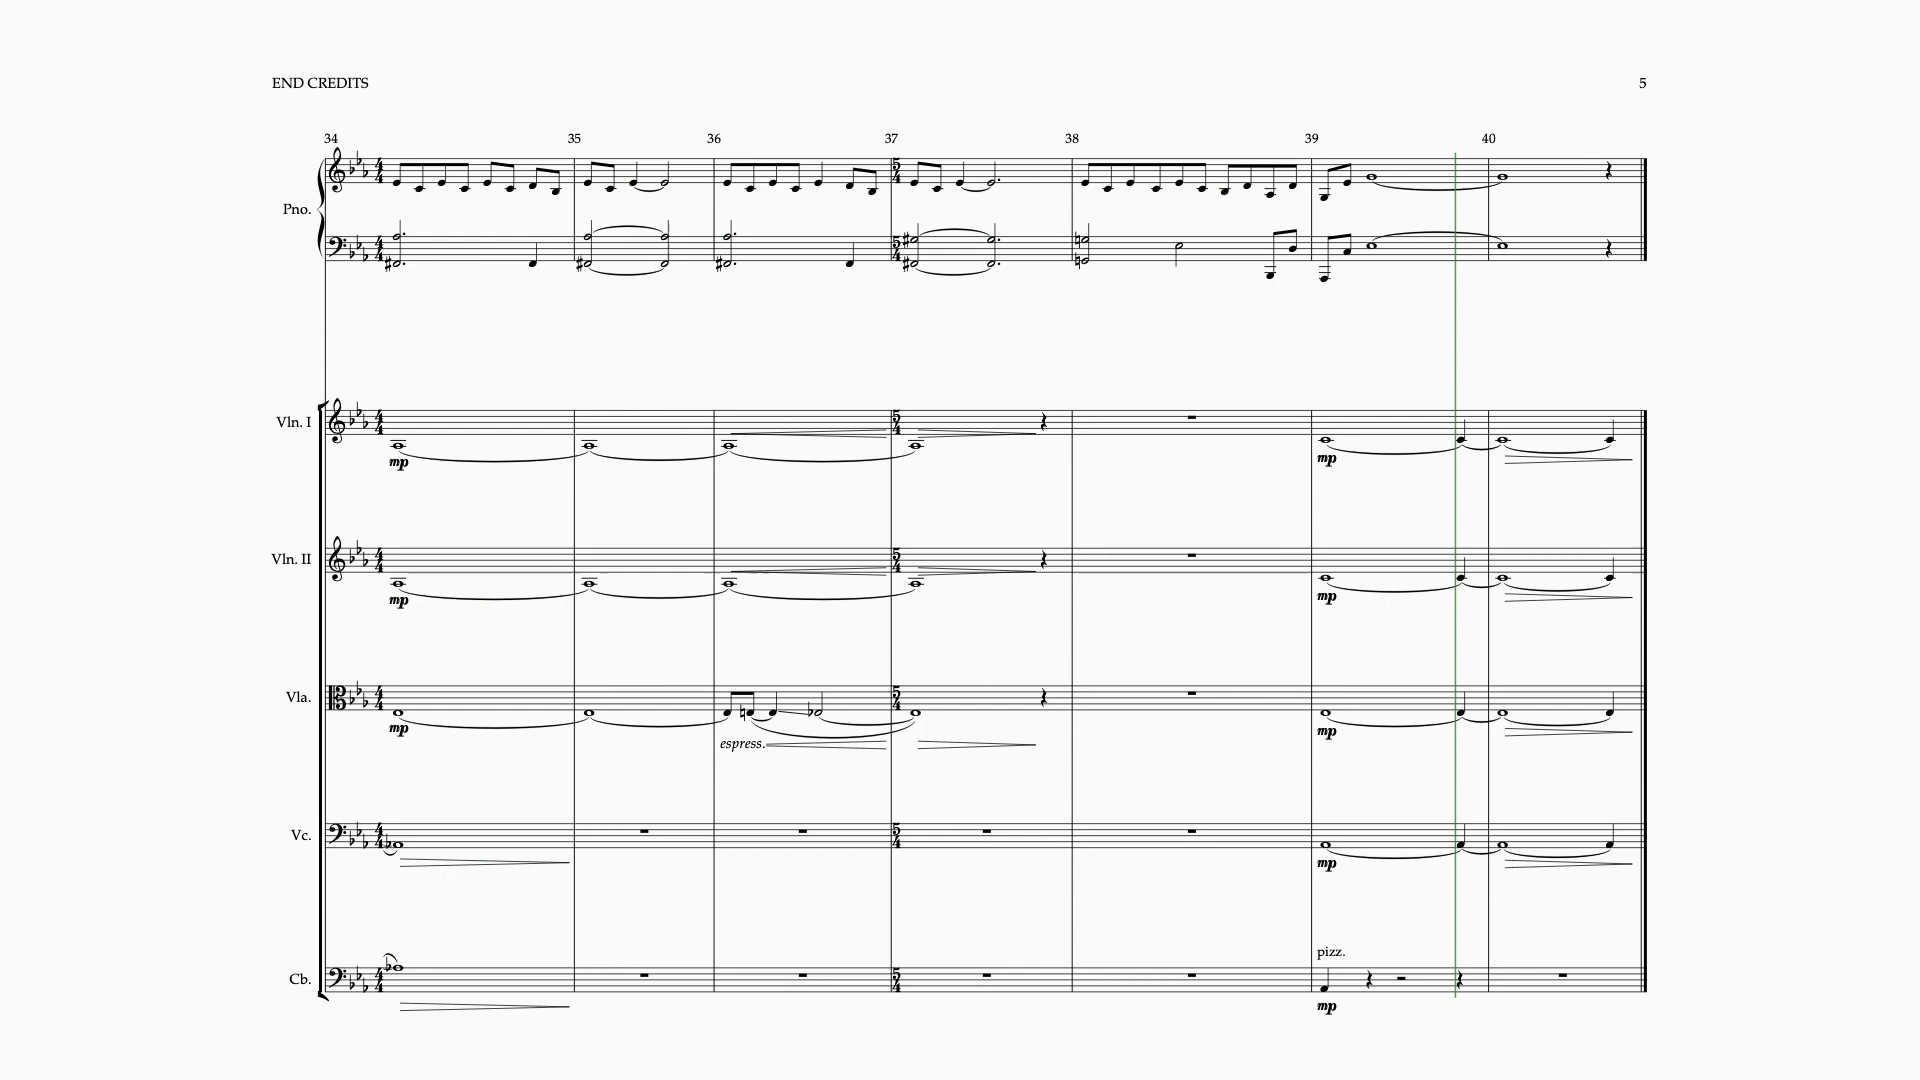 END CREDITS 5
34 35 36 37 38 39 40
Pno.
Vln. I
mp mp
Vln. II
mp mp
Vla.
mp mp
espress.
Vc.
mp
pizz.
Cb.
mp